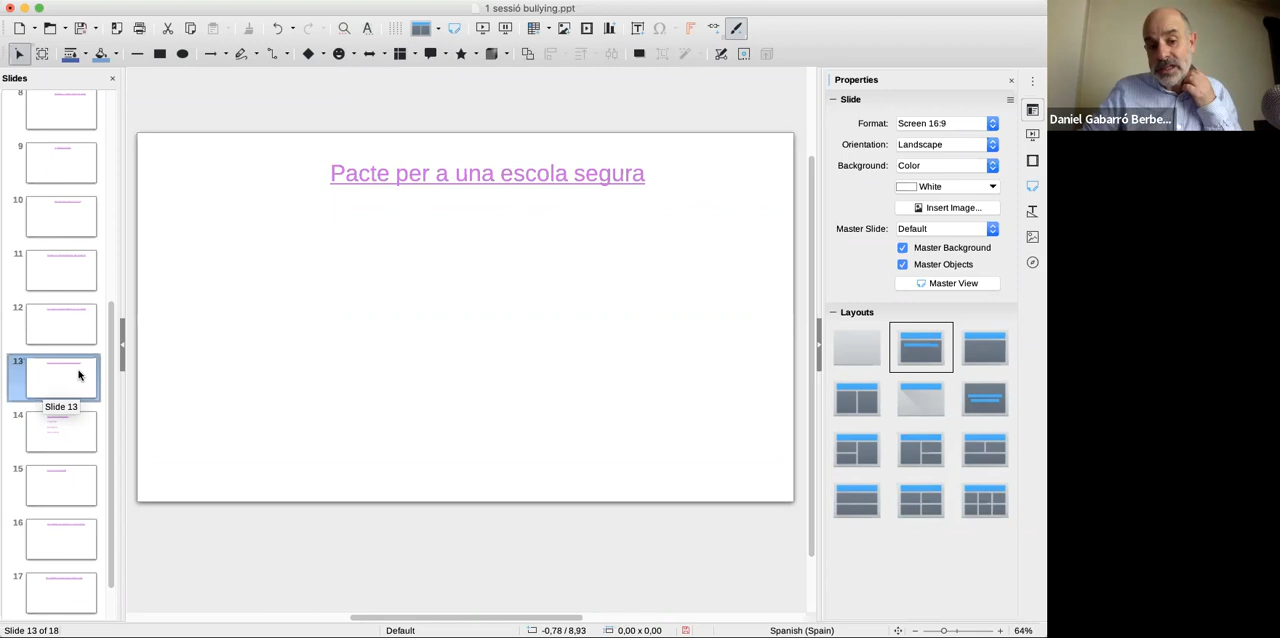 1 sessió bullying.ppt
Slides
Properties
Slide
Format: Screen 16:9
Orientation: Landscape
Background: Color
White
Insert Image...
Master Slide: Default
Master Background
Master Objects
Master View
Layouts
8
9
10
11
12
13
Slide 13
14
15
16
17
Pacte per a una escola segura
Daniel Gabarró Berbe...
Slide 13 of 18
Default
-0,78 / 8,93
0,00 x 0,00
Spanish (Spain)
64%